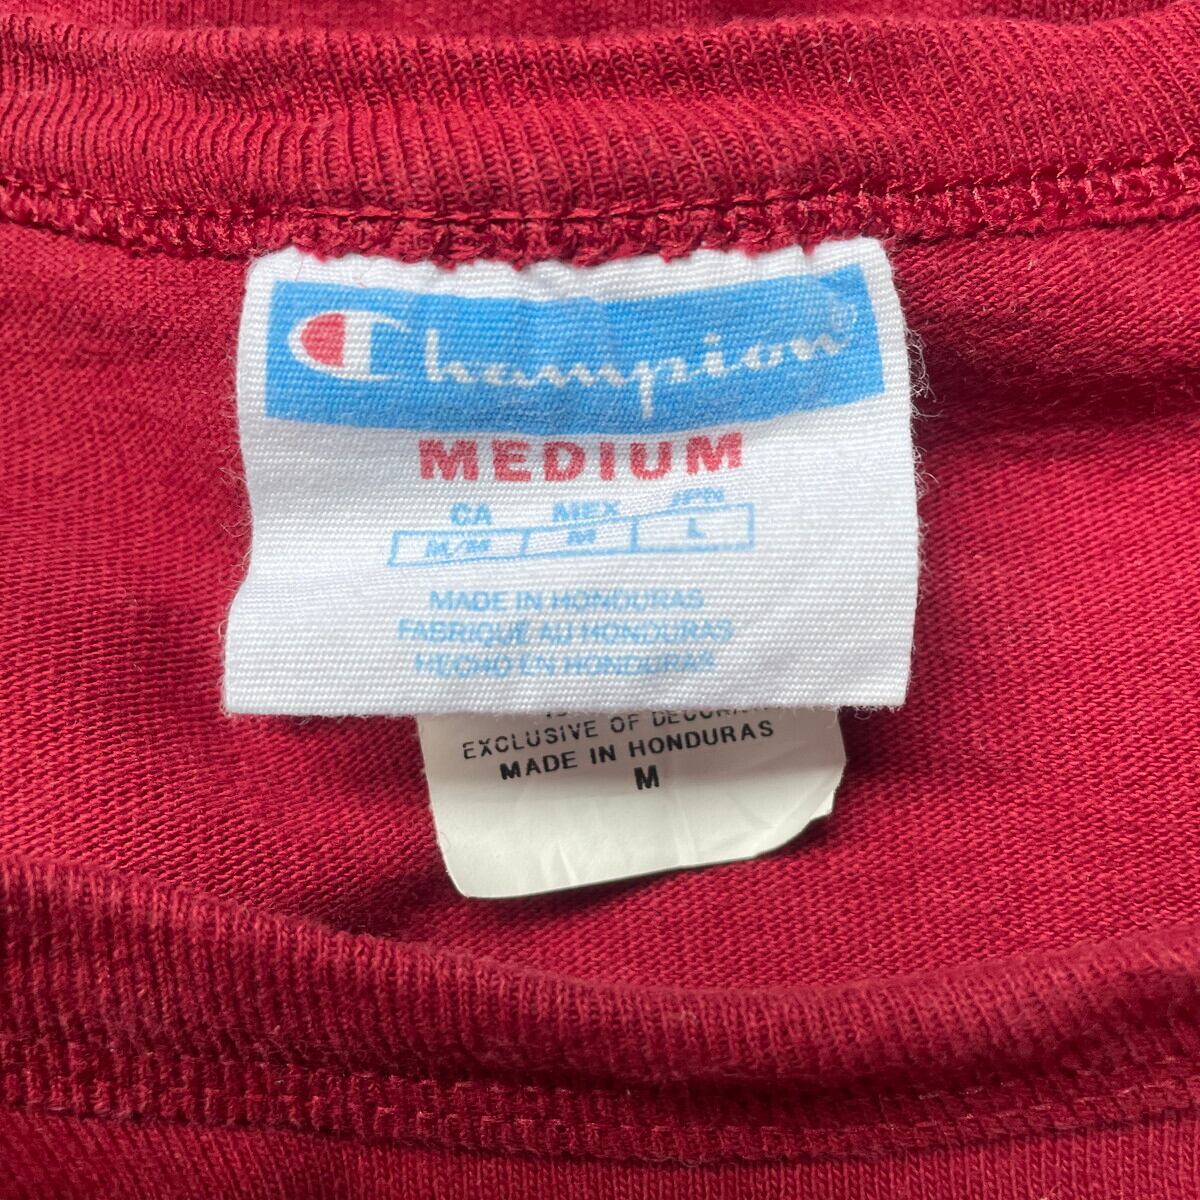 Champion®
MEDIUM
CA MEX JPN
M/M M L
MADE IN HONDURAS
FABRIQUÉ AU HONDURAS
HECHO EN HONDURAS
EXCLUSIVE OF
MADE IN HONDURAS
M